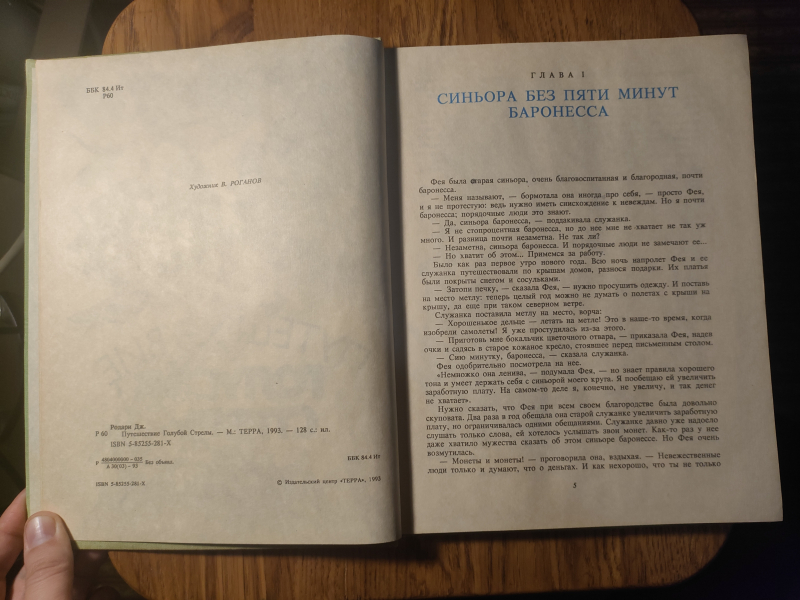 ББК 84.4 Ит
Р60
Художник В. РОГАНОВ
Родари Дж.
Р 60 Путешествие Голубой Стрелы. — М.: ТЕРРА, 1993. — 128 с.: ил.
ISBN 5-85255-281-X
Р 4804000000—025 Без объявл.
А 30(03)—93
ББК 84.4 Ит
ISBN 5-85255-281-X
© Издательский центр «ТЕРРА», 1993
ГЛАВА 1
СИНЬОРА БЕЗ ПЯТИ МИНУТ
БАРОНЕССА
Фея была старая синьора, очень благовоспитанная и благородная, почти
баронесса.
— Меня называют, — бормотала она иногда про себя, — просто Фея,
и я не протестую: ведь нужно иметь снисхождение к невеждам. Но я почти
баронесса; порядочные люди это знают.
— Да, синьора баронесса, — поддакивала служанка.
— Я не стопроцентная баронесса, но до нее мне не хватает не так уж
много. И разница почти незаметна. Не так ли?
— Незаметна, синьора баронесса. И порядочные люди не замечают ее...
— Но хватит об этом... Примемся за работу.
Было как раз первое утро нового года. Всю ночь напролет Фея и ее
служанка путешествовали по крышам домов, разнося подарки. Их платья
были покрыты снегом и сосульками.
— Затопи печку, — сказала Фея, — нужно просушить одежду. И поставь
на место метлу: теперь целый год можно не думать о полетах с крыши на
крышу, да еще при таком северном ветре.
Служанка поставила метлу на место, ворча:
— Хорошенькое дельце — летать на метле! Это в наше-то время, когда
изобрели самолеты! Я уже простудилась из-за этого.
— Приготовь мне бокальчик цветочного отвара, — приказала Фея, надев
очки и садясь в старое кожаное кресло, стоявшее перед письменным столом.
— Сию минутку, баронесса, — сказала служанка.
Фея одобрительно посмотрела на нее.
«Немножко она ленива, — подумала Фея, — но знает правила хорошего
тона и умеет держать себя с синьорой моего круга. Я пообещаю ей увеличить
заработную плату. На самом-то деле я, конечно, не увеличу, и так денег
не хватает».
Нужно сказать, что Фея при всем своем благородстве была довольно
скуповата. Два раза в год обещала она старой служанке увеличить заработную
плату, но ограничивалась одними обещаниями. Служанке давно уже надоело
слушать только слова, ей хотелось услышать звон монет. Как-то раз у нее
даже хватило мужества сказать об этом синьоре баронессе. Но Фея очень
возмутилась.
— Монеты и монеты! — проговорила она, вздыхая. — Невежественные
люди только и думают, что о деньгах. И как нехорошо, что ты не только
5